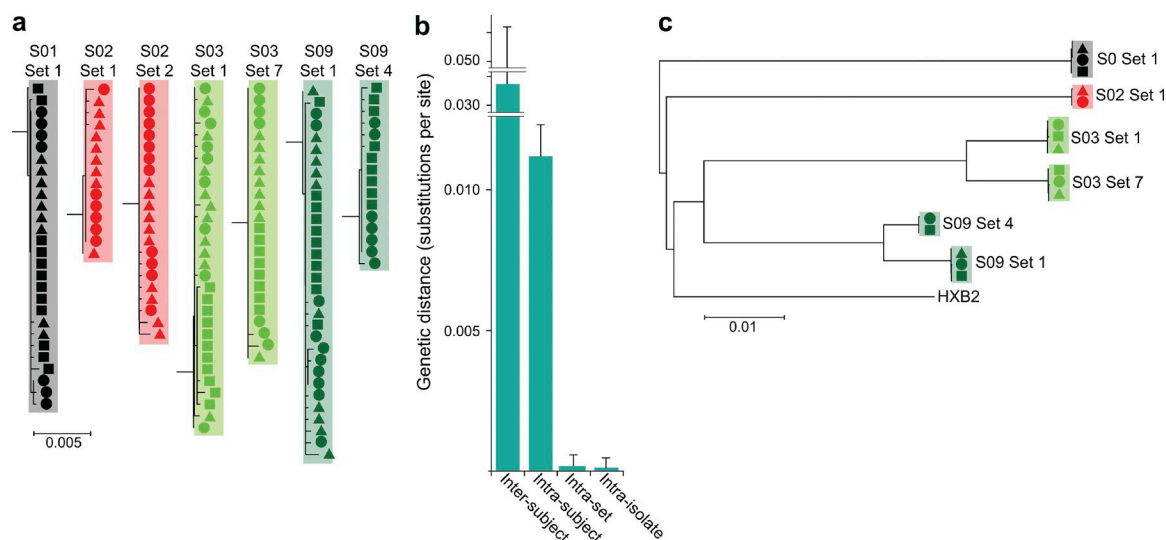 a
S01 S02 S02 S03 S03 S09 S09
Set 1 Set 1 Set 2 Set 1 Set 7 Set 1 Set 4
0.005
b
Genetic distance (substitutions per site)
0.050
0.030
0.010
0.005
Inter-subject
Intra-subject
Intra-set
Intra-isolate
c
S0 Set 1
S02 Set 1
S03 Set 1
S03 Set 7
S09 Set 4
S09 Set 1
HXB2
0.01